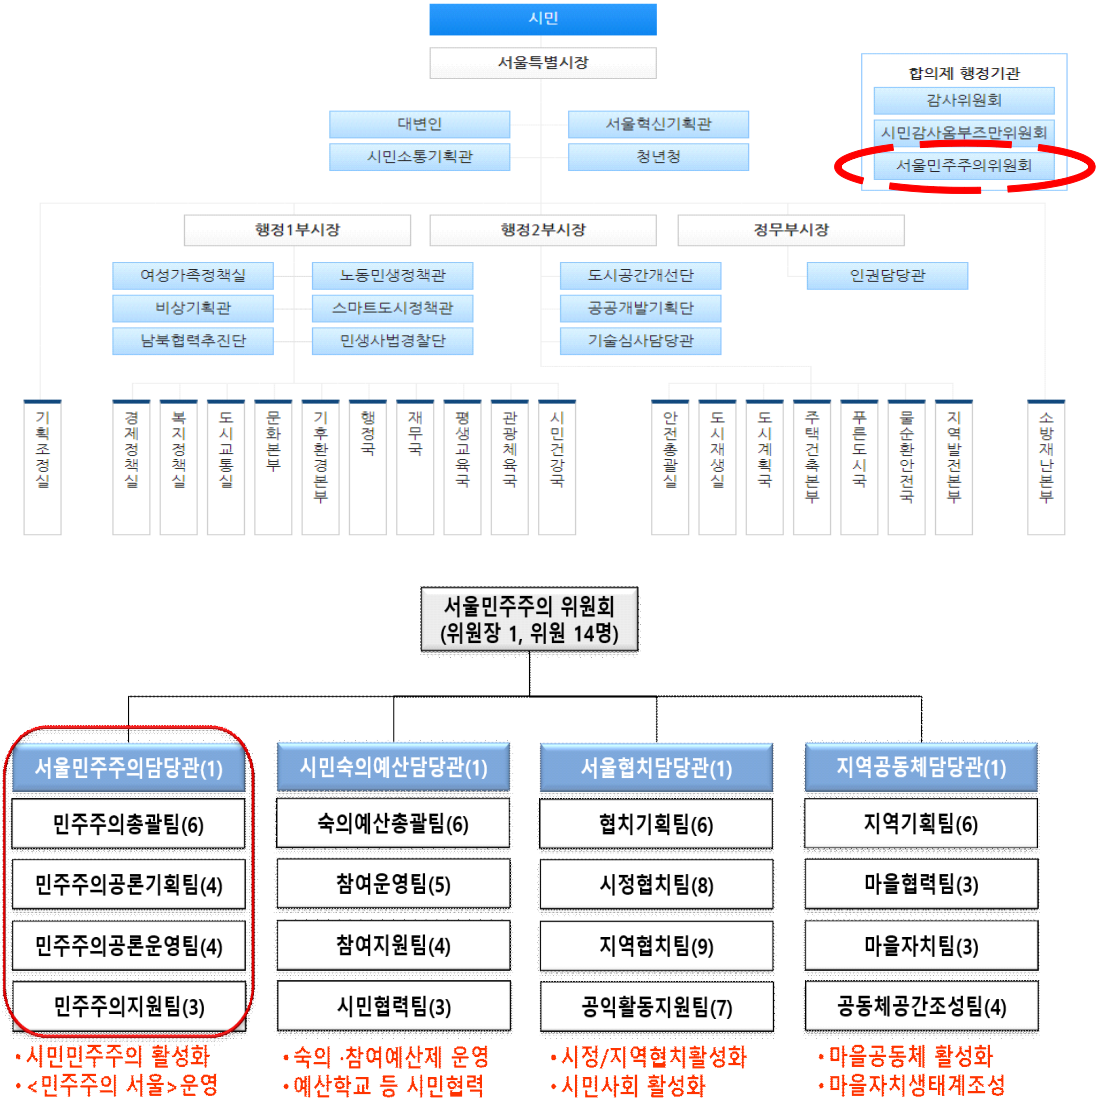 시민
서울특별시장
합의제 행정기관
감사위원회
시민감사옴부즈만위원회
서울민주주의위원회
대변인
서울혁신기획관
시민소통기획관
청년청
행정1부시장
행정2부시장
정무부시장
여성가족정책실
노동민생정책관
도시공간개선단
인권담당관
비상기획관
스마트도시정책관
공공개발기획단
남북협력추진단
민생사법경찰단
기술심사담당관
기획조정실
경제정책실
복지정책실
도시교통실
문화본부
기후환경본부
행정국
재무국
평생교육국
관광체육국
시민건강국
안전총괄실
도시재생실
도시계획국
주택건축본부
푸른도시국
물순환안전국
지역발전본부
소방재난본부
서울민주주의 위원회
(위원장 1, 위원 14명)
서울민주주의담당관(1)
시민숙의예산담당관(1)
서울협치담당관(1)
지역공동체담당관(1)
민주주의총괄팀(6)
숙의예산총괄팀(6)
협치기획팀(6)
지역기획팀(6)
민주주의공론기획팀(4)
참여운영팀(5)
시정협치팀(8)
마을협력팀(3)
민주주의공론운영팀(4)
참여지원팀(4)
지역협치팀(9)
마을자치팀(3)
민주주의지원팀(3)
시민협력팀(3)
공익활동지원팀(7)
공동체공간조성팀(4)
·시민민주주의 활성화
·<민주주의 서울>운영
·숙의 ·참여예산제 운영
·예산학교 등 시민협력
·시정/지역협치활성화
·시민사회 활성화
·마을공동체 활성화
·마을자치생태계조성